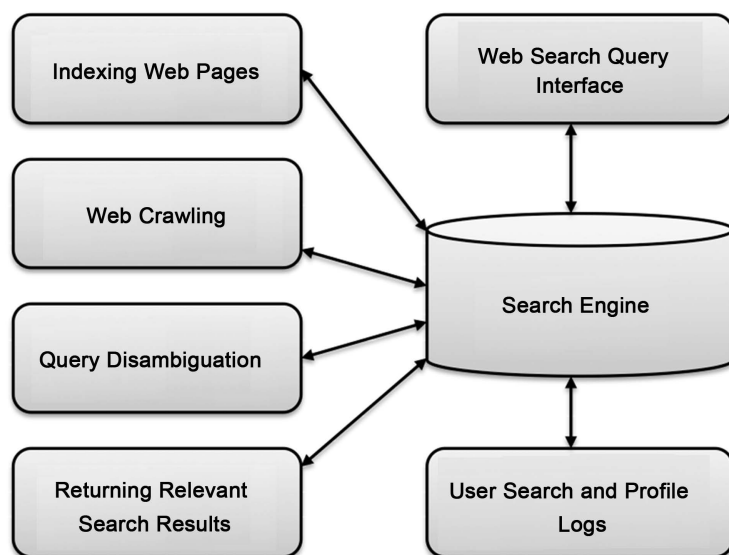 Indexing Web Pages
Web Search Query
Interface
Web Crawling
Search Engine
Query Disambiguation
Returning Relevant
Search Results
User Search and Profile
Logs